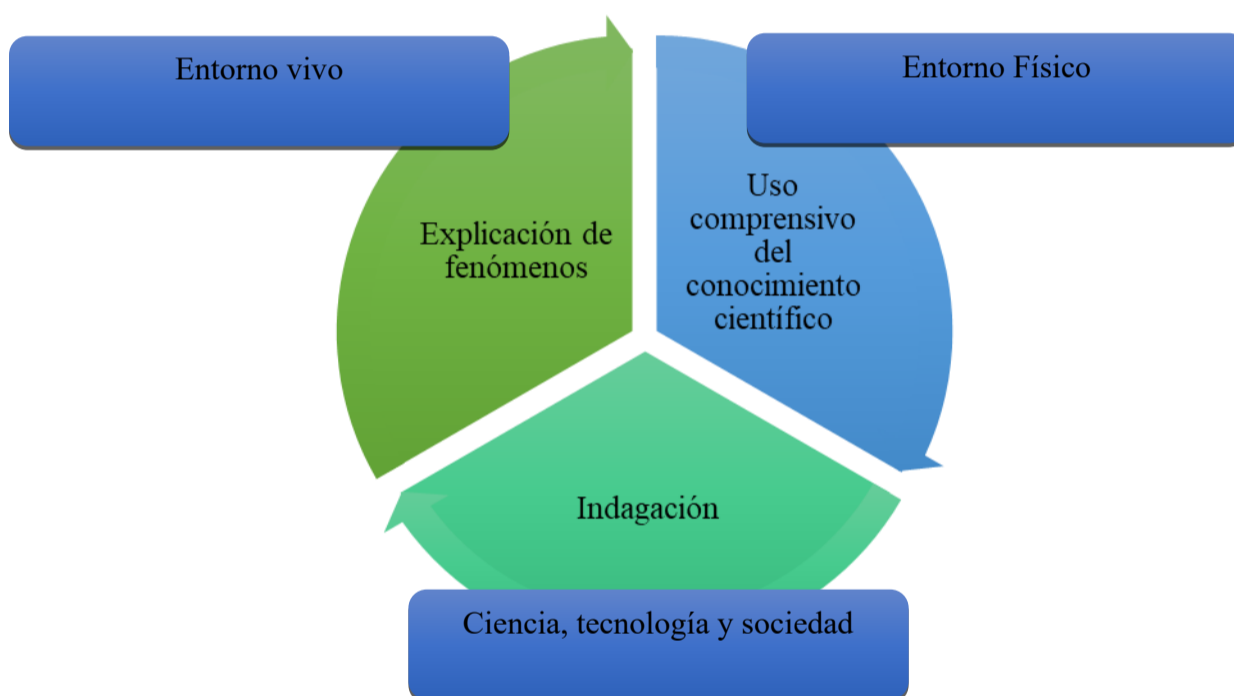 Entorno vivo
Entorno Físico
Explicación de
fenómenos
Uso
comprensivo
del
conocimiento
científico
Indagación
Ciencia, tecnología y sociedad